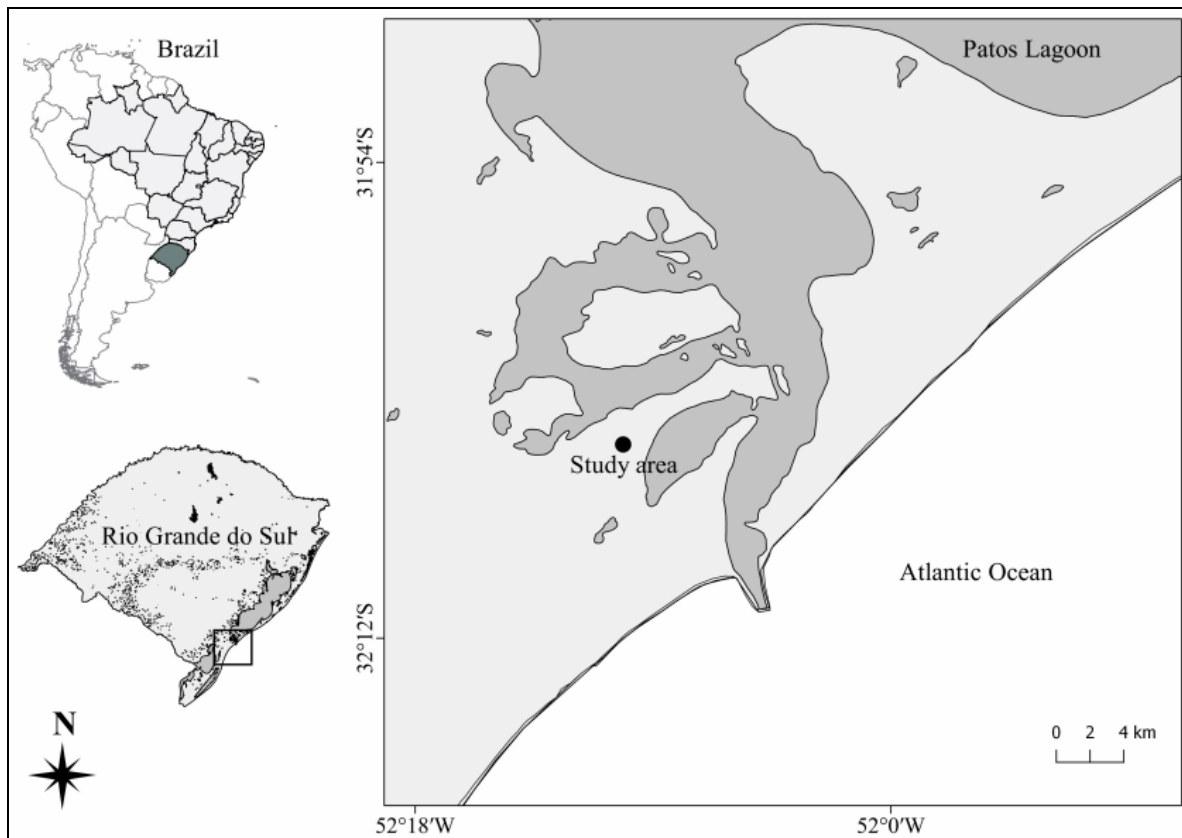 Brazil
Rio Grande do Sul
N
Patos Lagoon
31°54'S
Study area
Atlantic Ocean
32°12'S
0 2 4 km
52°18'W 52°0'W